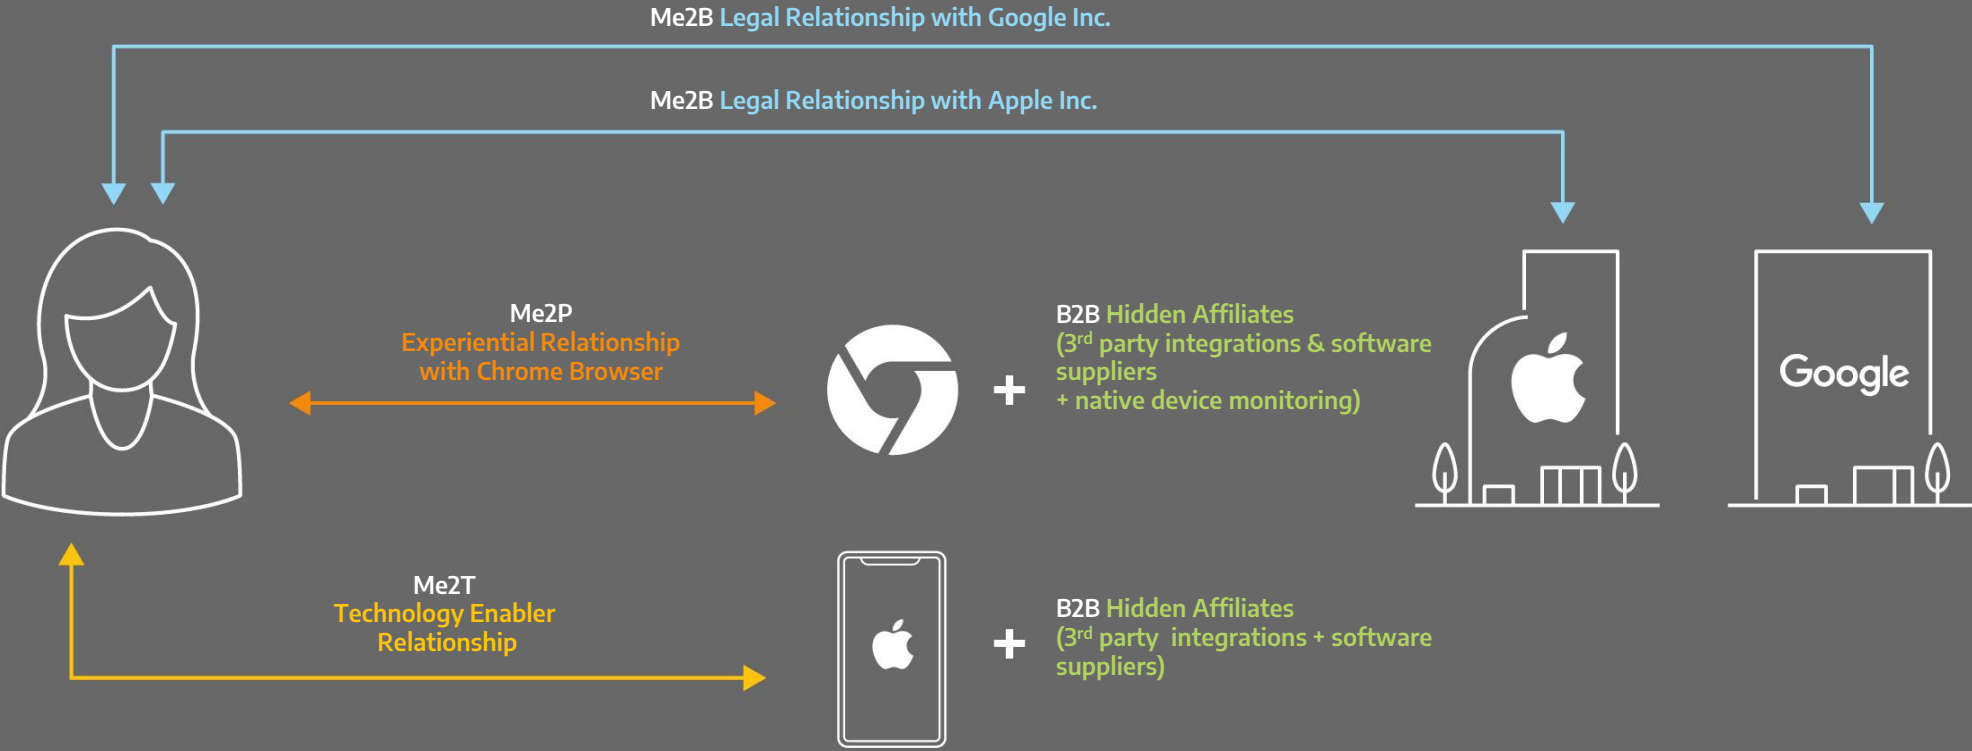 Me2B Legal Relationship with Google Inc.
Me2B Legal Relationship with Apple Inc.
Me2P
Experiential Relationship
with Chrome Browser
B2B Hidden Affiliates
(3rd party integrations & software
suppliers
+ native device monitoring)
Google
Me2T
Technology Enabler
Relationship
B2B Hidden Affiliates
(3rd party integrations + software
suppliers)